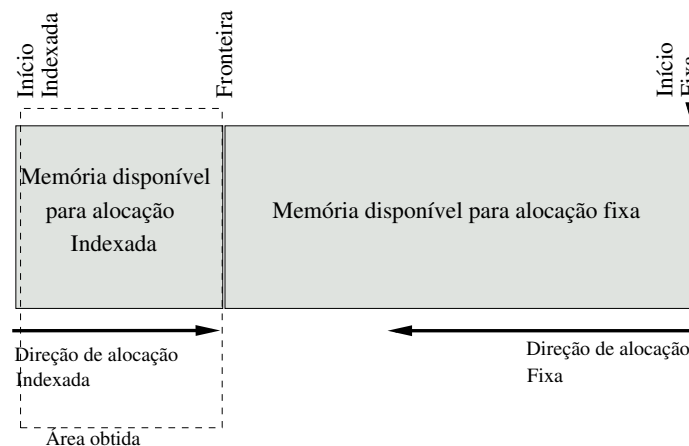 Início
Indexada
Fronteira
Início
Fixa
Memória disponível
para alocação
Indexada
Memória disponível para alocação fixa
Direção de alocação
Indexada
Direção de alocação
Fixa
Área obtida